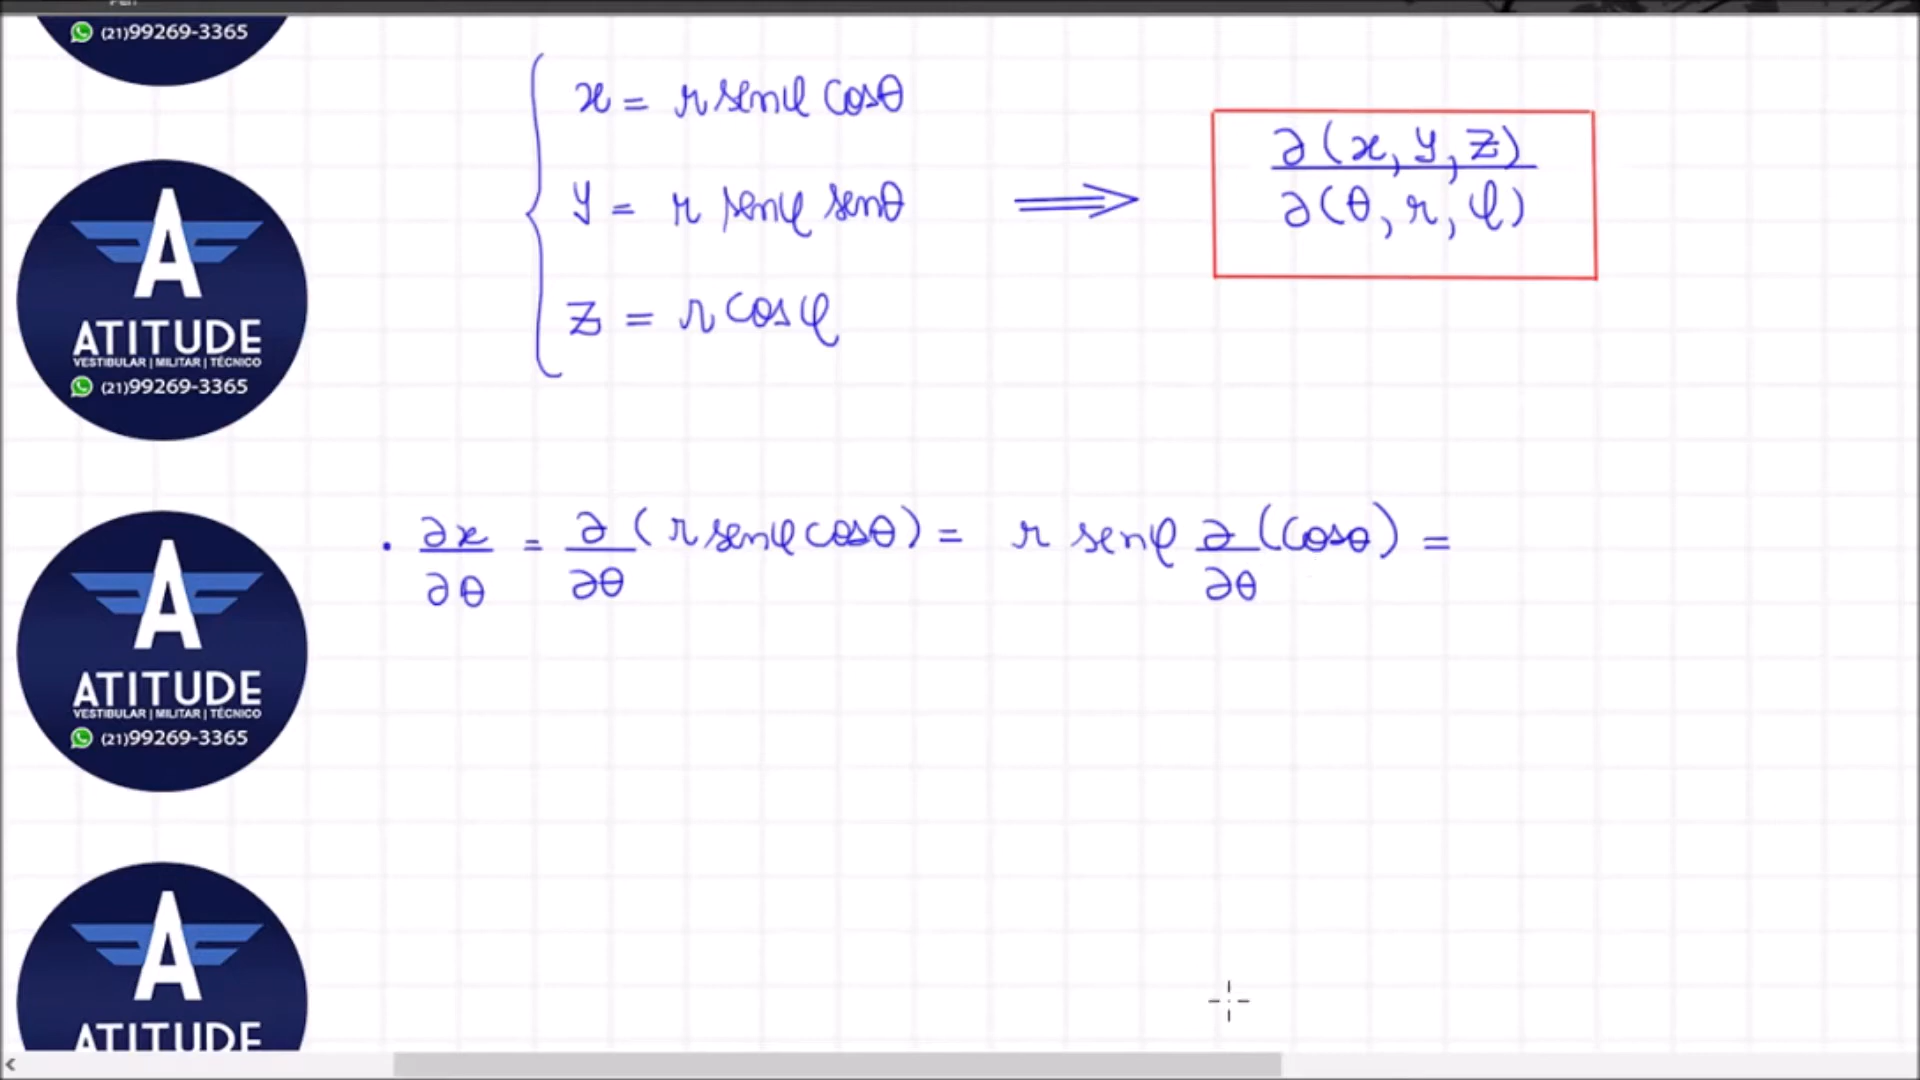 (21)99269-3365
x = r senφ cosθ
∂(x, y, z)
∂(θ, r, φ)
y = r senφ senθ ⟹
z = r cosφ
A
ATITUDE
VESTIBULAR | MILITAR | TÉCNICO
(21)99269-3365
. ∂x/∂θ = ∂/∂θ (r senφ cosθ) = r senφ ∂/∂θ (cosθ) =
A
ATITUDE
VESTIBULAR | MILITAR | TÉCNICO
(21)99269-3365
A
ATITUDE